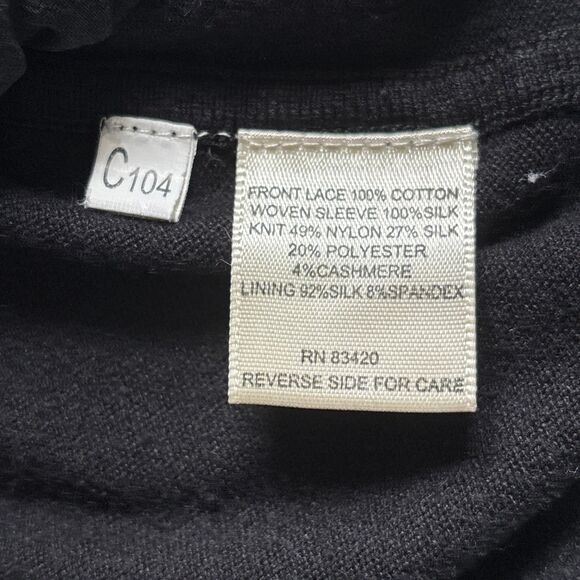 C104
FRONT LACE 100% COTTON
WOVEN SLEEVE 100%SILK
KNIT 49% NYLON 27% SILK
20% POLYESTER
4%CASHMERE
LINING 92%SILK 8%SPANDEX
RN 83420
REVERSE SIDE FOR CARE